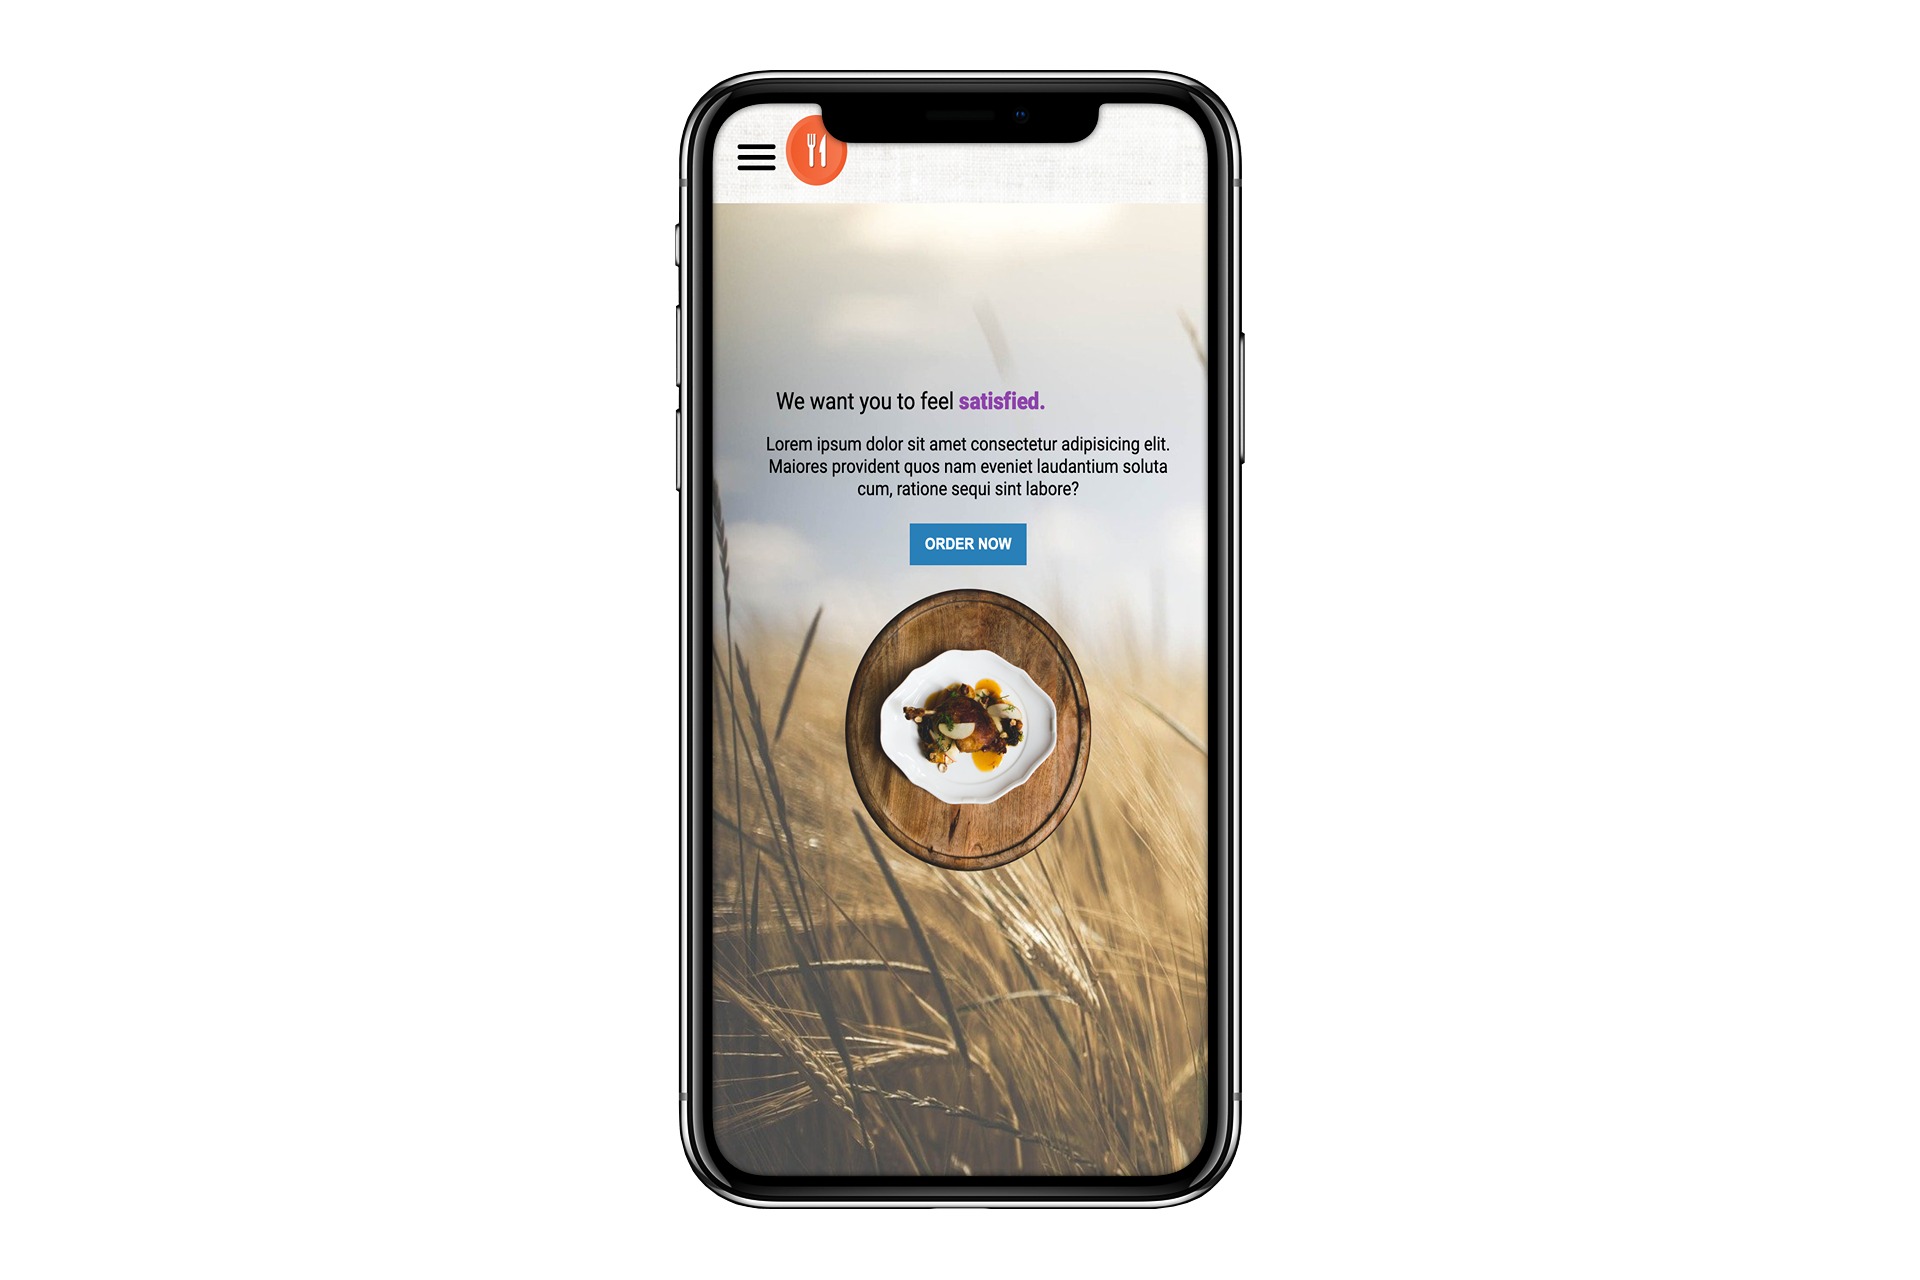 We want you to feel satisfied.
Lorem ipsum dolor sit amet consectetur adipisicing elit.
Maiores provident quos nam eveniet laudantium soluta
cum, ratione sequi sint labore?
ORDER NOW